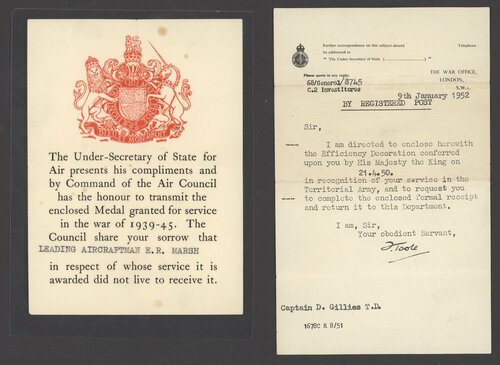 DIEU ET MON DROIT
The Under-Secretary of State for
Air presents his compliments and
by Command of the Air Council
has the honour to transmit the
enclosed Medal granted for service
in the war of 1939-45. The
Council share your sorrow that
LEADING AIRCRAFTMAN E.R. MARSH
in respect of whose service it is
awarded did not live to receive it.
Further correspondence on this subject should
be addressed to
" The Under-Secretary of State (..................) "
Telephone :
Please quote in any reply:
68/General/8745
C.2 Investitures
THE WAR OFFICE,
LONDON,
S.W.1
9th January 1952
BY REGISTERED POST
Sir,
I am directed to enclose herewith
the Efficiency Decoration conferred
upon you by His Majesty the King on
21.4.50.
in recognition of your service in the
Territorial Army, and to request you
to complete the enclosed formal receipt
and return it to this Department.
I am, Sir,
Your obedient Servant,
Captain D. Gillies T.D.
1678C R 8/51